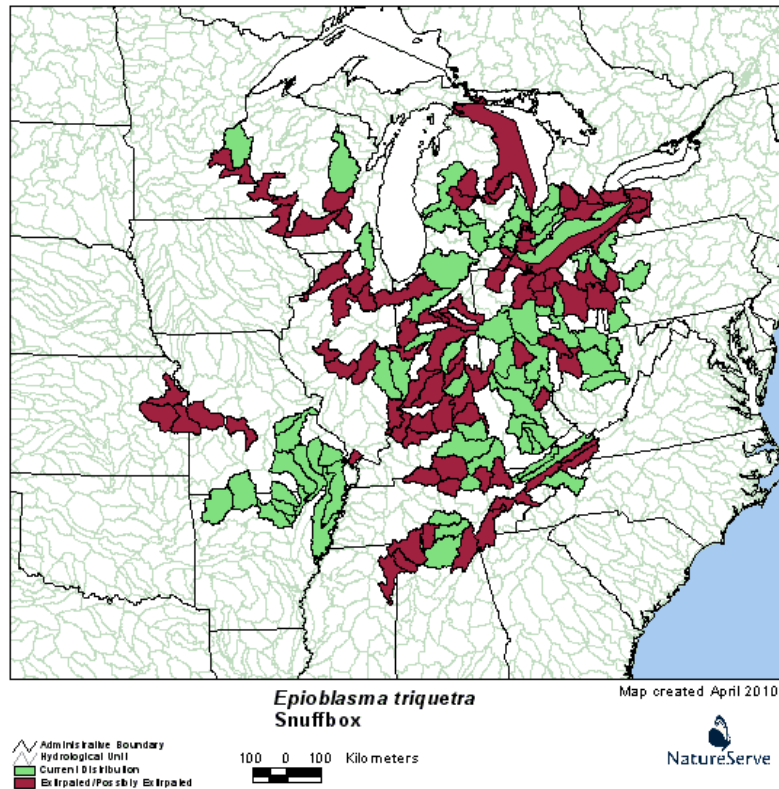 Epioblasma triquetra
Snuffbox
Map created April 2010
Administrative Boundary
Hydrological Unit
Current Distribution
Extirpated/Possibly Extirpated
100 0 100 Kilometers
NatureServe